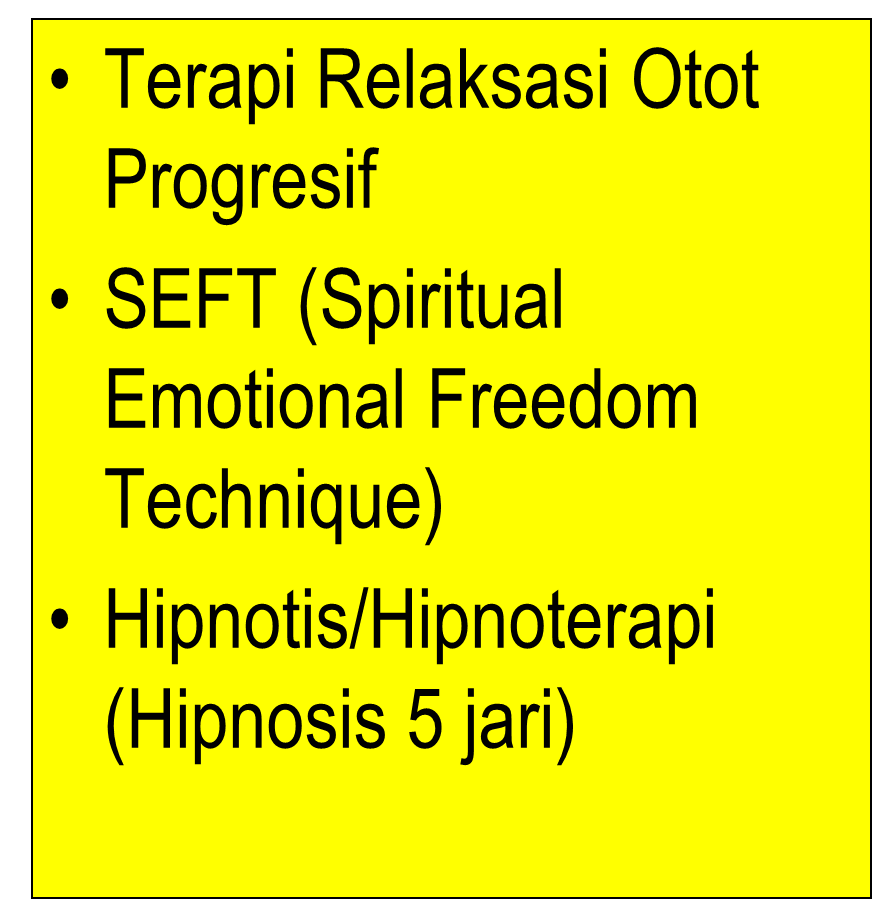 • Terapi Relaksasi Otot
Progresif
• SEFT (Spiritual
Emotional Freedom
Technique)
• Hipnotis/Hipnoterapi
(Hipnosis 5 jari)